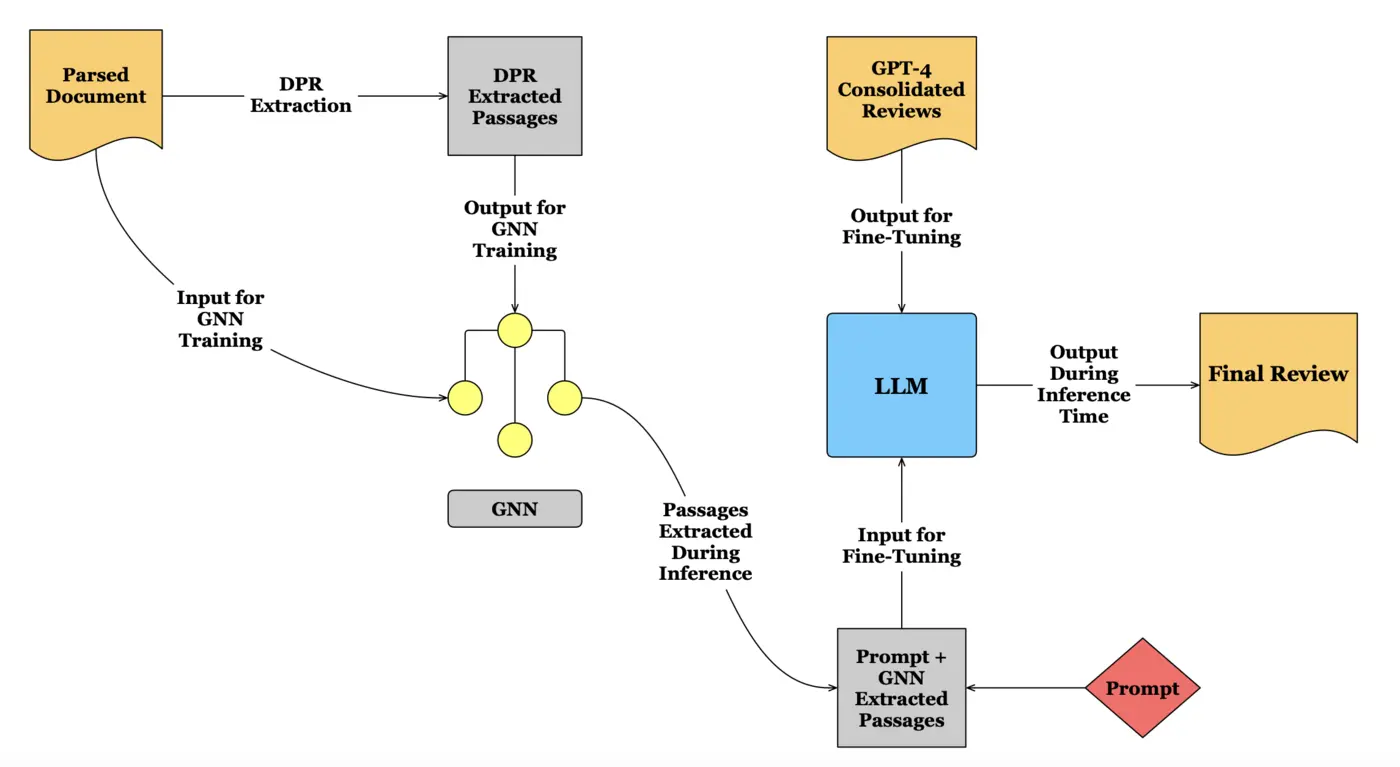 Parsed
Document
DPR
Extraction
DPR
Extracted
Passages
GPT-4
Consolidated
Reviews
Output for
GNN
Training
Output for
Fine-Tuning
Input for
GNN
Training
LLM
Output
During
Inference
Time
Final Review
GNN
Passages
Extracted
During
Inference
Input for
Fine-Tuning
Prompt +
GNN
Extracted
Passages
Prompt